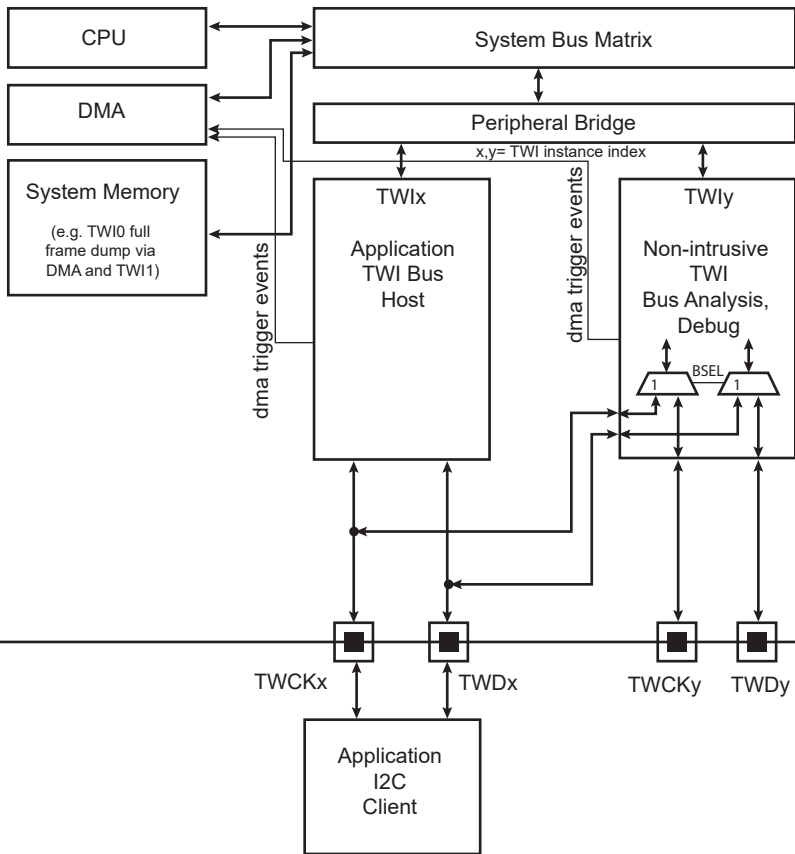 CPU
System Bus Matrix
DMA
Peripheral Bridge
x,y= TWI instance index
System Memory
(e.g. TWI0 full
frame dump via
DMA and TWI1)
TWIx
Application
TWI Bus
Host
TWIy
Non-intrusive
TWI
Bus Analysis,
Debug
dma trigger events
dma trigger events
1
BSEL
1
TWCKx
TWDx
TWCKy
TWDy
Application
I2C
Client